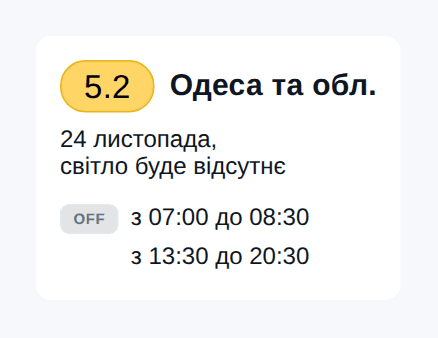 5.2 Одеса та обл.
24 листопада,
світло буде відсутнє
OFF з 07:00 до 08:30
з 13:30 до 20:30